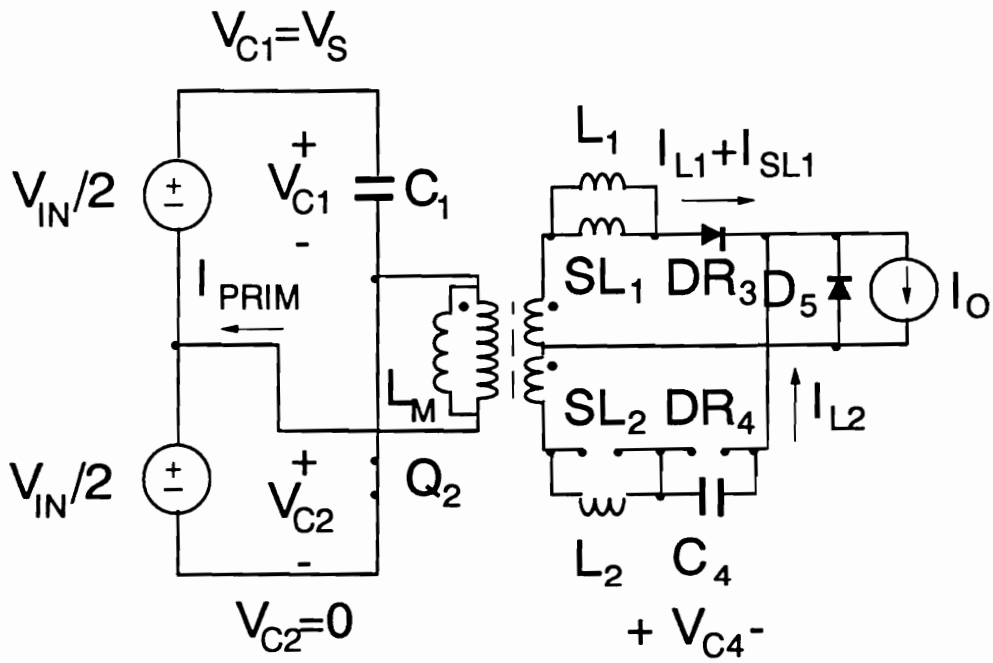 V_C1=V_S
L_1
I_L1+I_SL1
V_IN/2
+
-
+
V_C1
-
C_1
SL_1
DR_3
D_5
I_O
I_PRIM
L_M
SL_2
DR_4
I_L2
V_IN/2
+
-
+
V_C2
-
Q_2
L_2
C_4
V_C2=0
+ V_C4 -